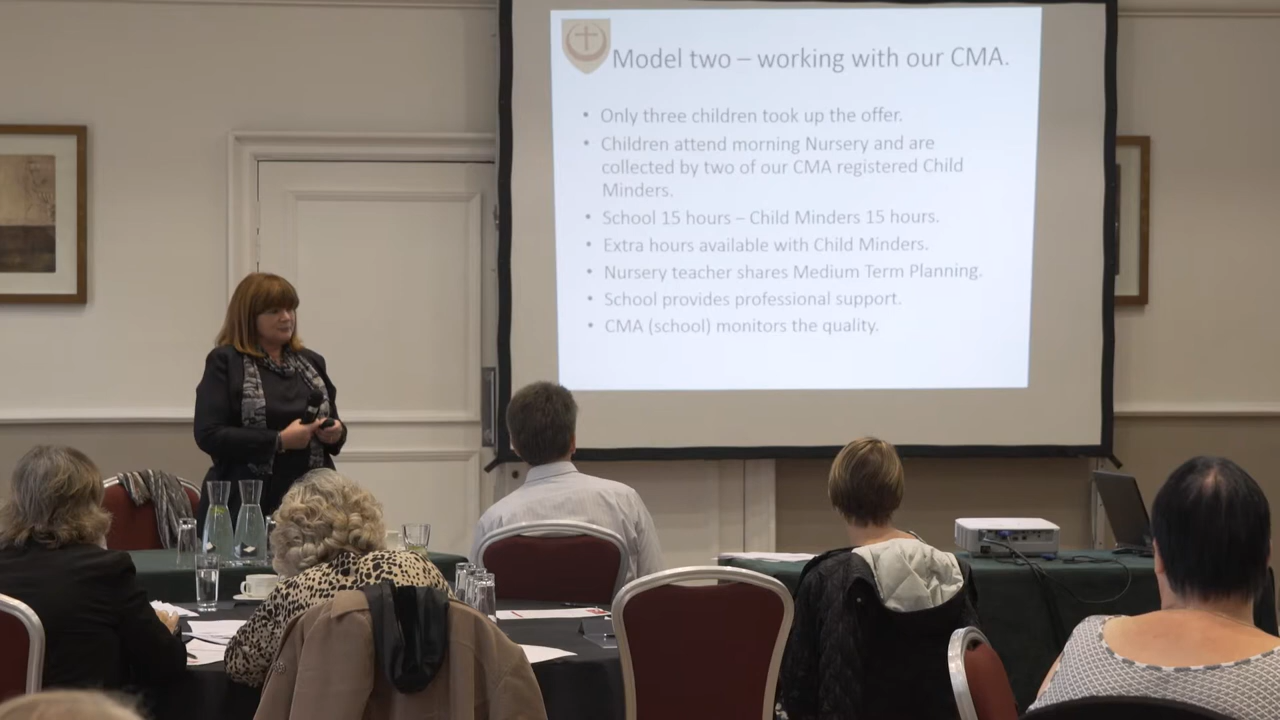 Model two – working with our CMA.
• Only three children took up the offer.
• Children attend morning Nursery and are
collected by two of our CMA registered Child
Minders.
• School 15 hours – Child Minders 15 hours.
• Extra hours available with Child Minders.
• Nursery teacher shares Medium Term Planning.
• School provides professional support.
• CMA (school) monitors the quality.